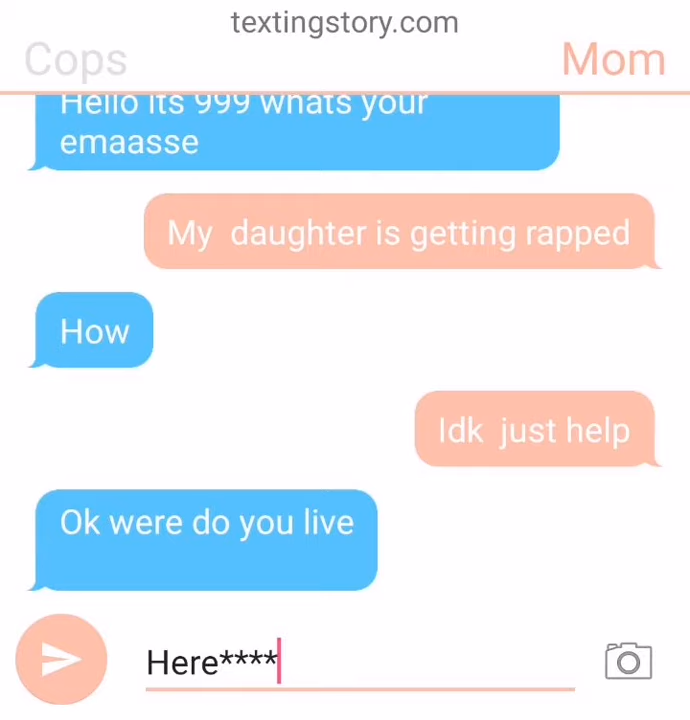 textingstory.com
Cops
Mom
Hello Its 999 whats your
emaasse
My  daughter is getting rapped
How
Idk  just help
Ok were do you live
Here****